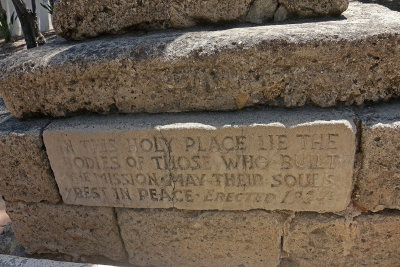 IN THIS HOLY PLACE LIE THE
BODIES OF THOSE WHO BUILT
THE MISSION·MAY THEIR SOULS
REST IN PEACE· ERECTED